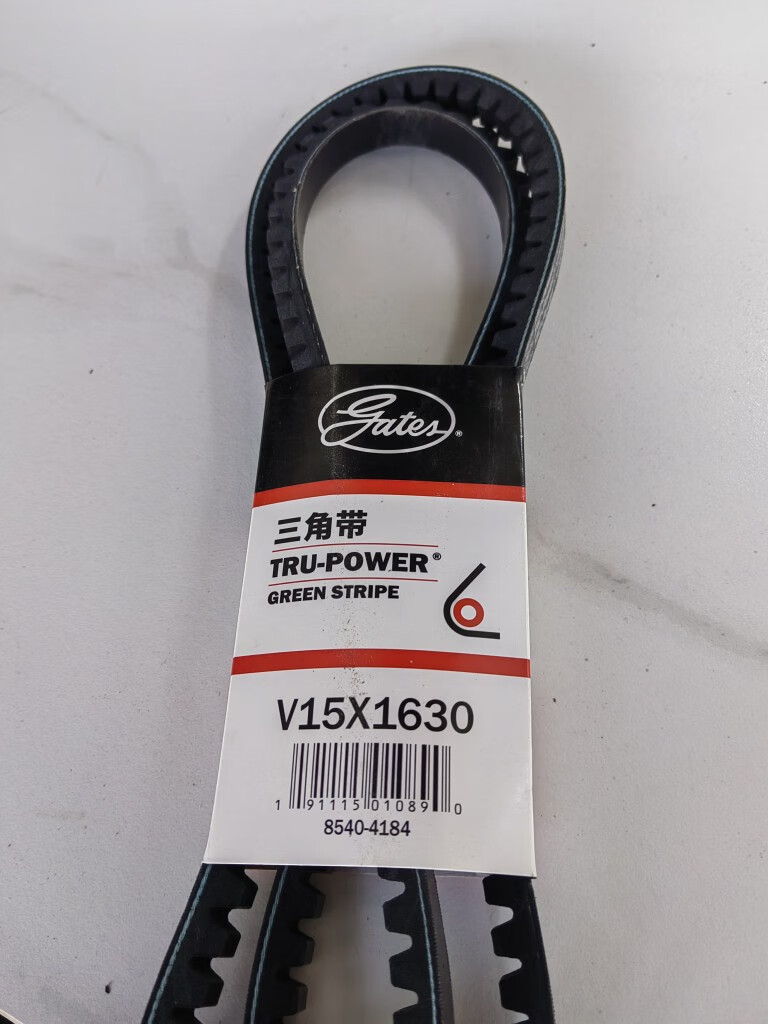 Gates®
三角带
TRU-POWER®
GREEN STRIPE
V15X1630
1 91115 01089 0
8540-4184